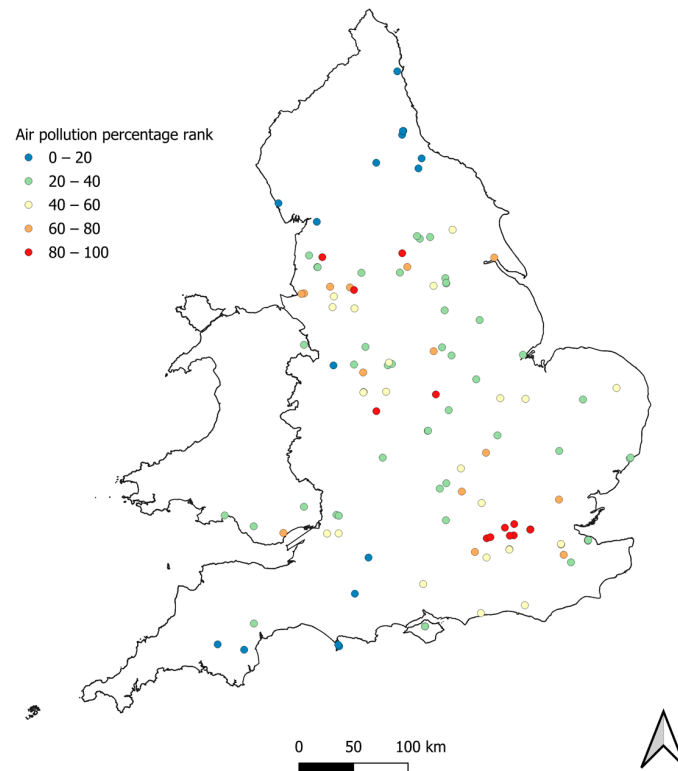 Air pollution percentage rank
0 – 20
20 – 40
40 – 60
60 – 80
80 – 100
0 50 100 km